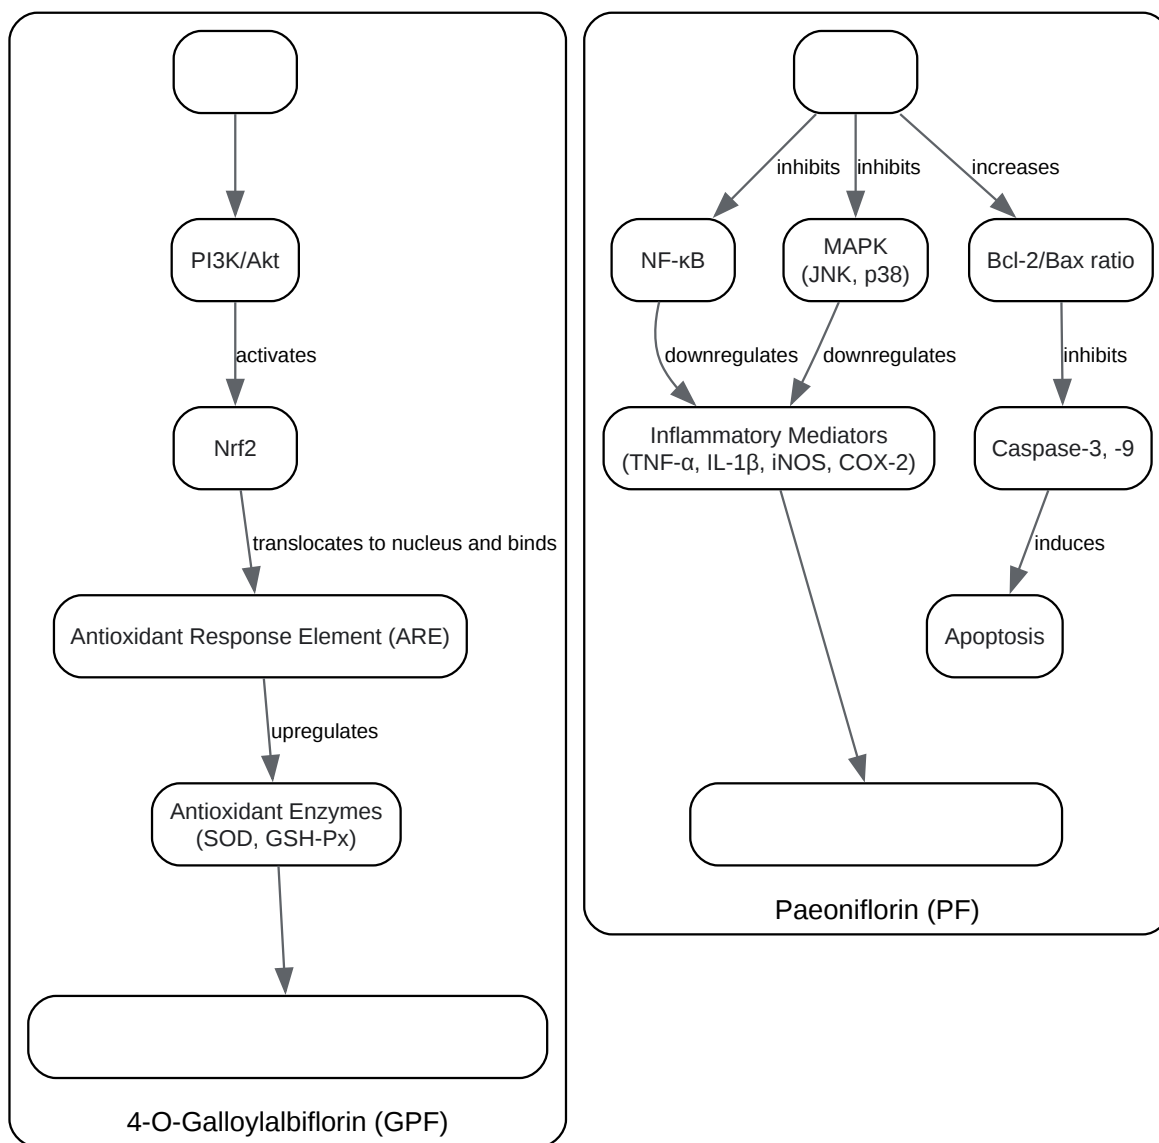 PI3K/Akt
activates
Nrf2
translocates to nucleus and binds
Antioxidant Response Element (ARE)
upregulates
Antioxidant Enzymes
(SOD, GSH-Px)
4-O-Galloylalbiflorin (GPF)
inhibits
inhibits
increases
NF-κB
MAPK
(JNK, p38)
Bcl-2/Bax ratio
downregulates
downregulates
inhibits
Inflammatory Mediators
(TNF-α, IL-1β, iNOS, COX-2)
Caspase-3, -9
induces
Apoptosis
Paeoniflorin (PF)